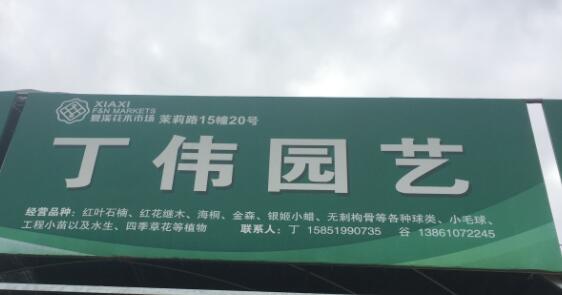 XIAXI
F&N MARKETS
夏溪花木市场 茉莉路15幢20号
丁伟园艺
经营品种：红叶石楠、红花继木、海桐、金森、银姬小蜡、无刺枸骨等各种球类、小毛球、
工程小苗以及水生、四季草花等植物 联系人：丁 15851990735 谷 13861072245